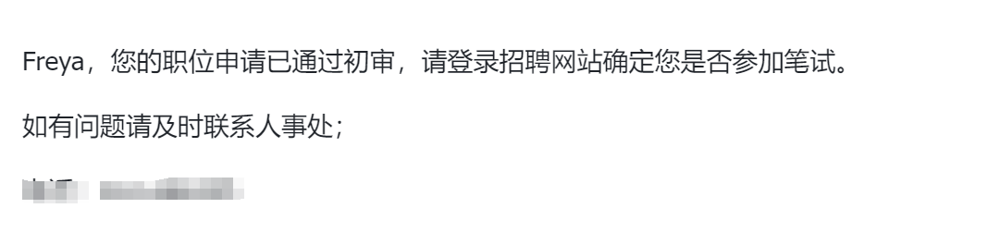 Freya，您的职位申请已通过初审，请登录招聘网站确定您是否参加笔试。
如有问题请及时联系人事处；